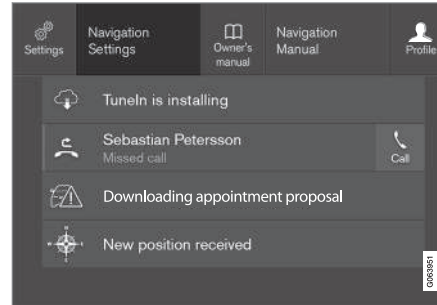 Settings
Navigation
Settings
Owner's
manual
Navigation
Manual
Profile
TuneIn is installing
Sebastian Petersson
Missed call
Call
Downloading appointment proposal
New position received
G063951